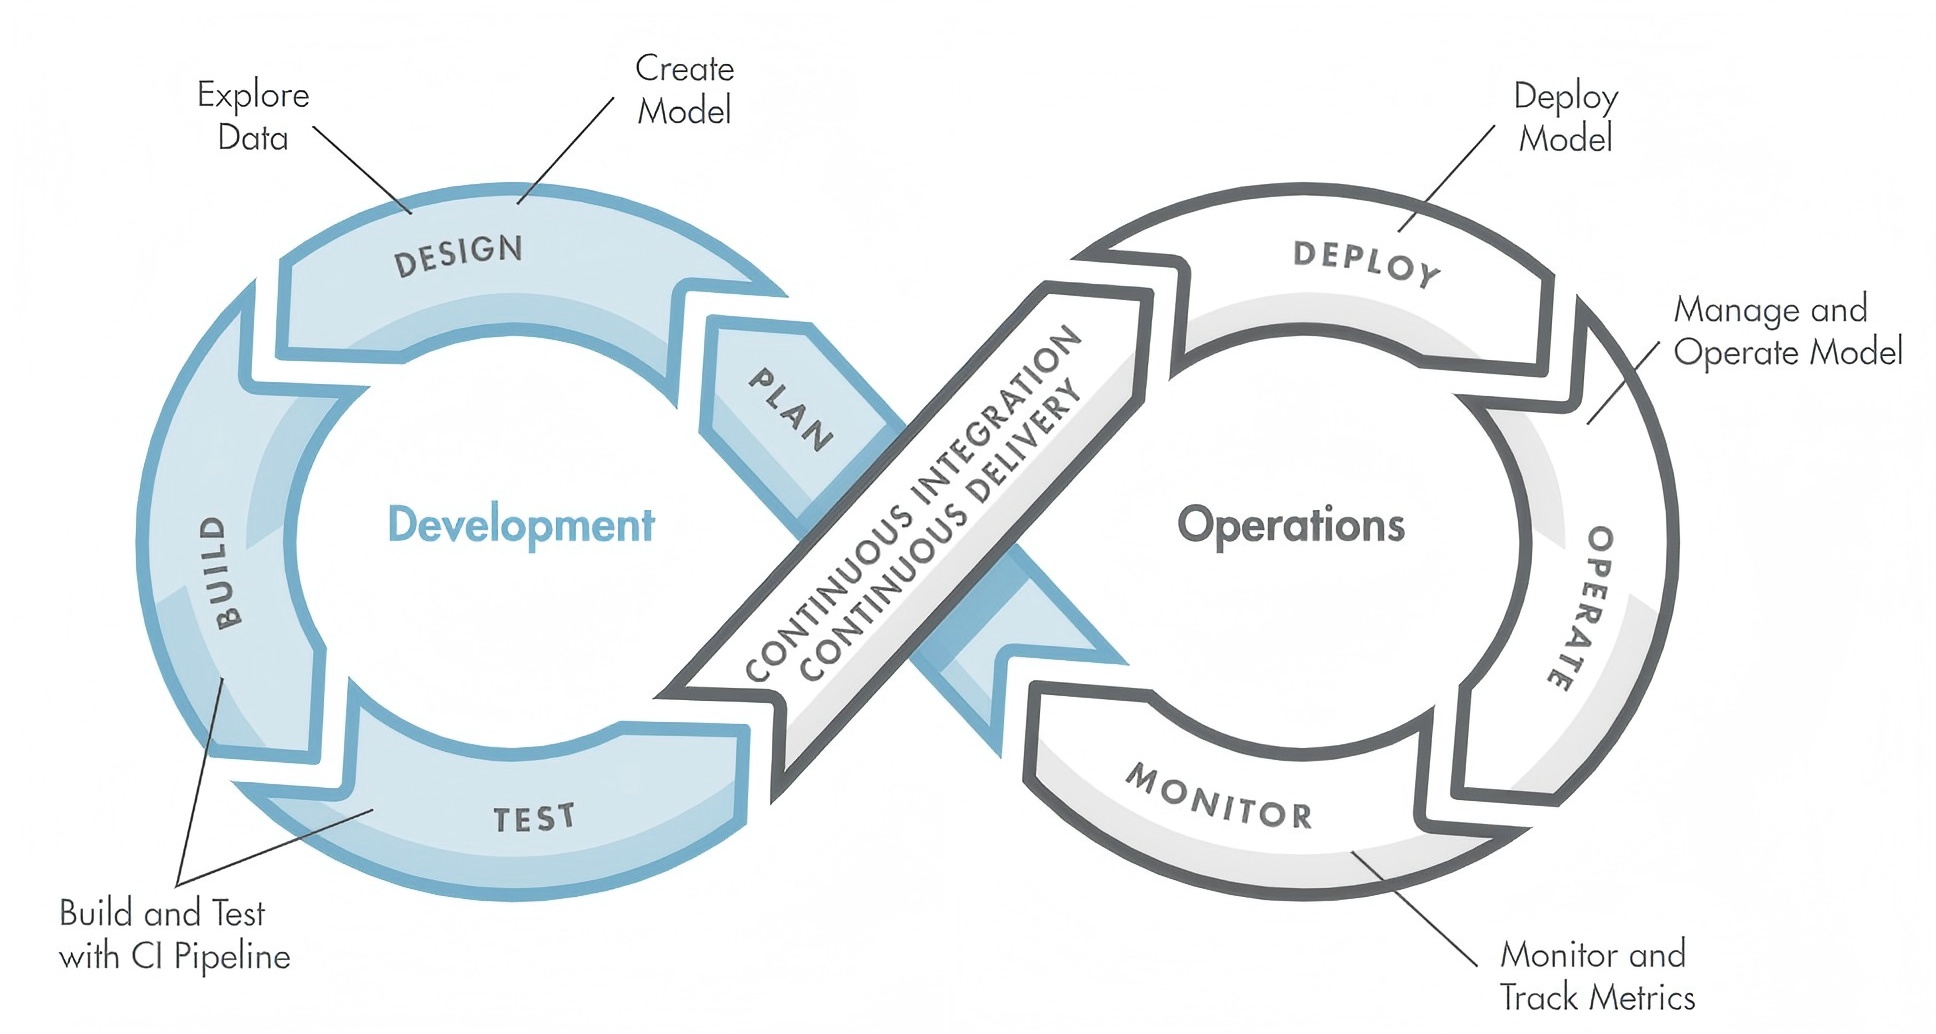 Explore
Data
Create
Model
Deploy
Model
DESIGN
DEPLOY
Manage and
Operate Model
PLAN
CONTINUOUS INTEGRATION
CONTINUOUS DELIVERY
Development
Operations
BUILD
OPERATE
TEST
MONITOR
Build and Test
with CI Pipeline
Monitor and
Track Metrics